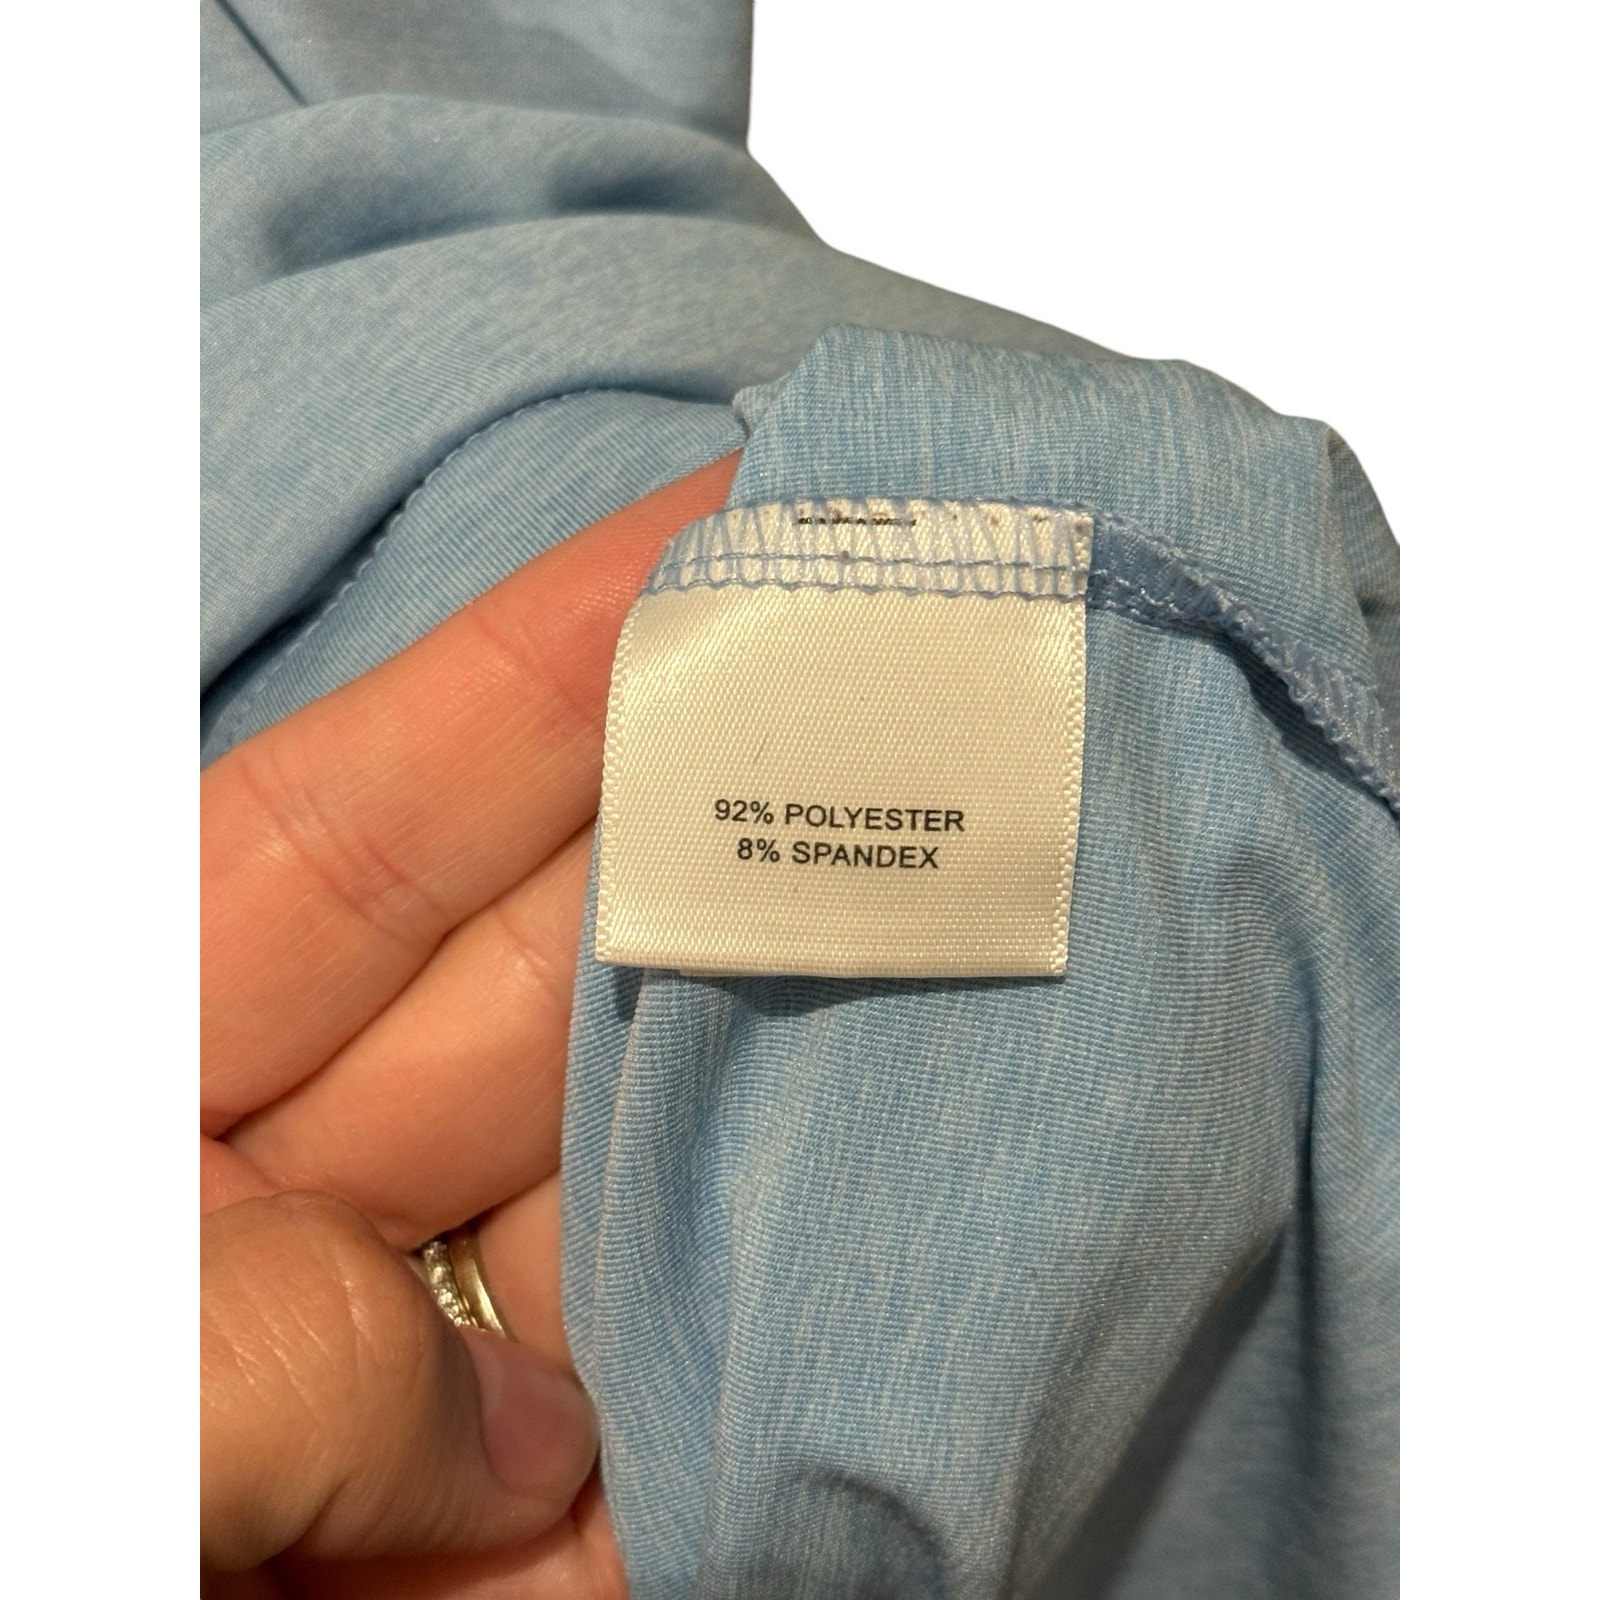 92% POLYESTER
8% SPANDEX